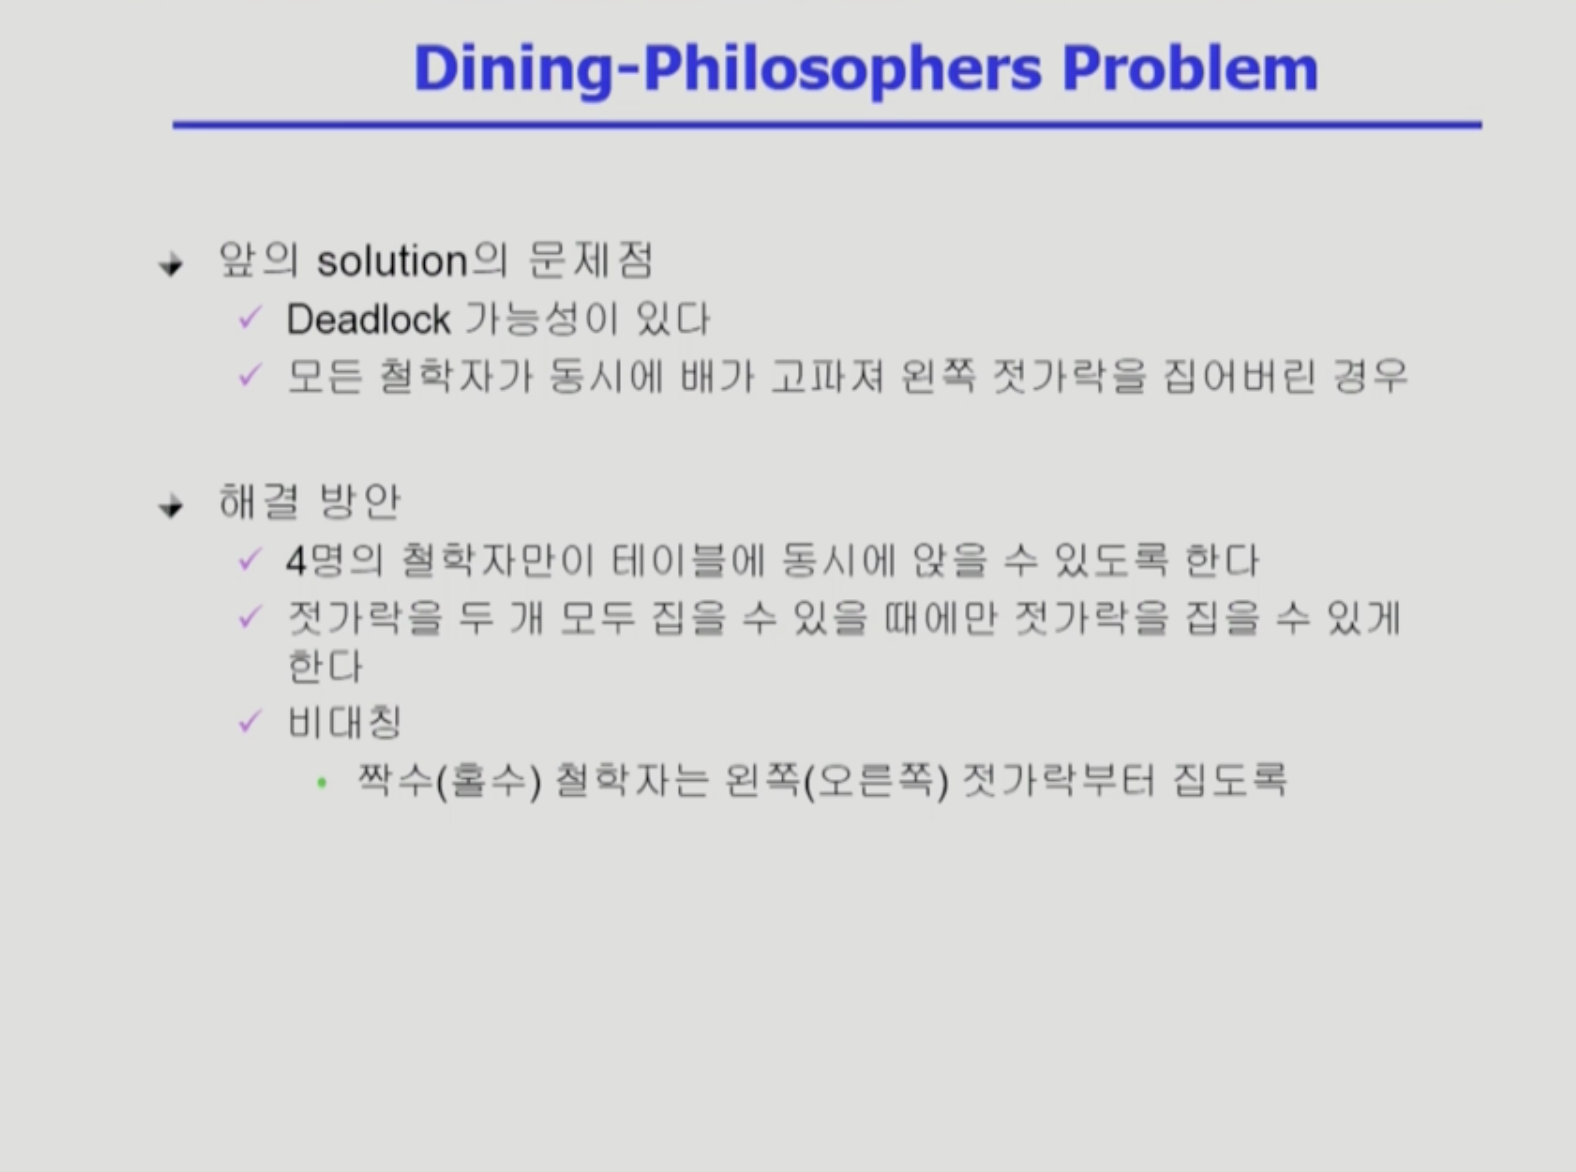 Dining-Philosophers Problem
앞의 solution의 문제점
Deadlock 가능성이 있다
모든 철학자가 동시에 배가 고파져 왼쪽 젓가락을 집어버린 경우
해결 방안
4명의 철학자만이 테이블에 동시에 앉을 수 있도록 한다
젓가락을 두 개 모두 집을 수 있을 때에만 젓가락을 집을 수 있게
한다
비대칭
짝수(홀수) 철학자는 왼쪽(오른쪽) 젓가락부터 집도록